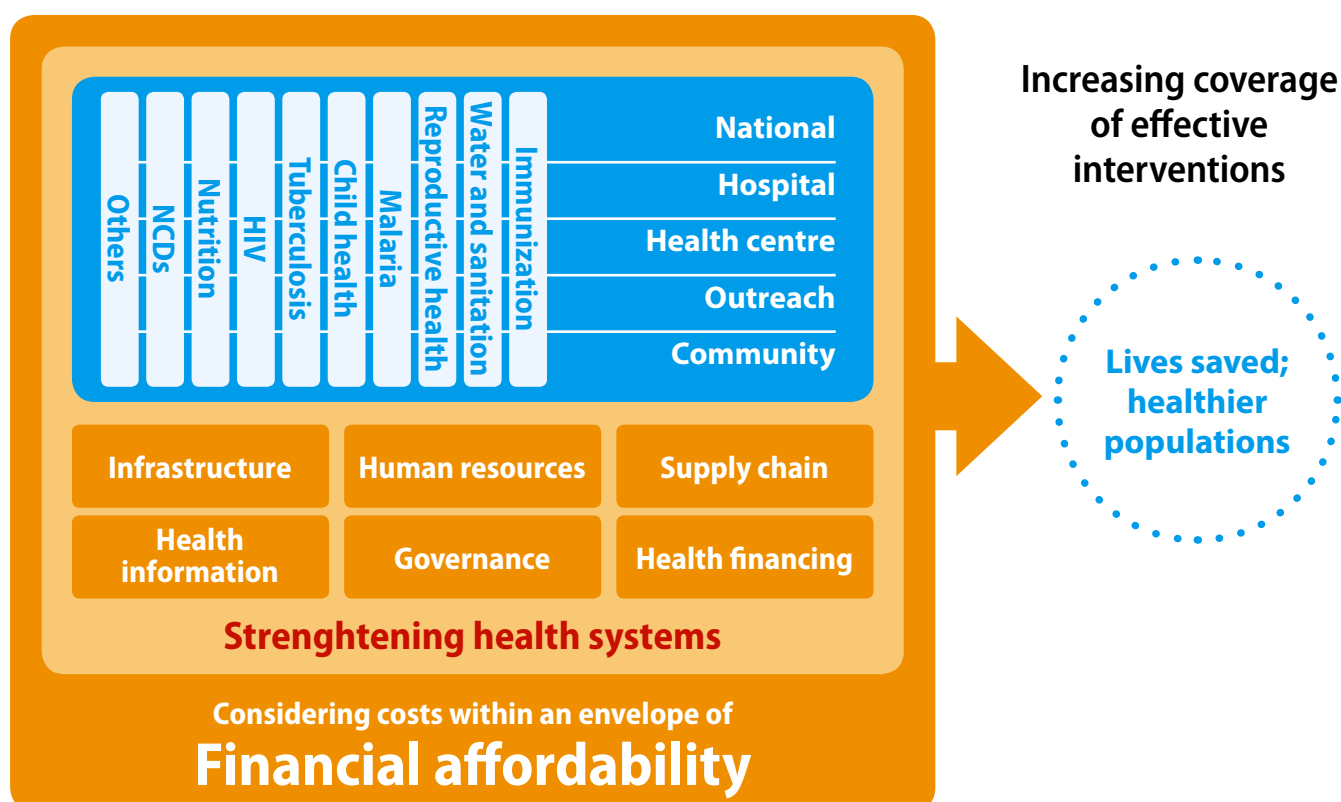 Others
NCDs
Nutrition
HIV
Tuberculosis
Child health
Malaria
Reproductive health
Water and sanitation
Immunization
National
Hospital
Health centre
Outreach
Community
Infrastructure
Human resources
Supply chain
Health
information
Governance
Health financing
Strenghtening health systems
Considering costs within an envelope of
Financial affordability
Increasing coverage
of effective
interventions
Lives saved;
healthier
populations